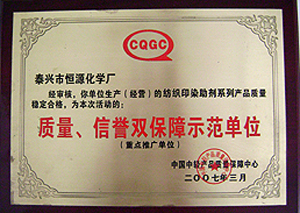 CQGC
泰兴市恒源化学厂
经审核,你单位生产(经营)的纺织印染助剂系列产品质量
稳定合格,为本次活动的:
质量、信誉双保障示范单位
(重点推广单位)
中国中轻产品质量保障中心
二〇〇七年三月